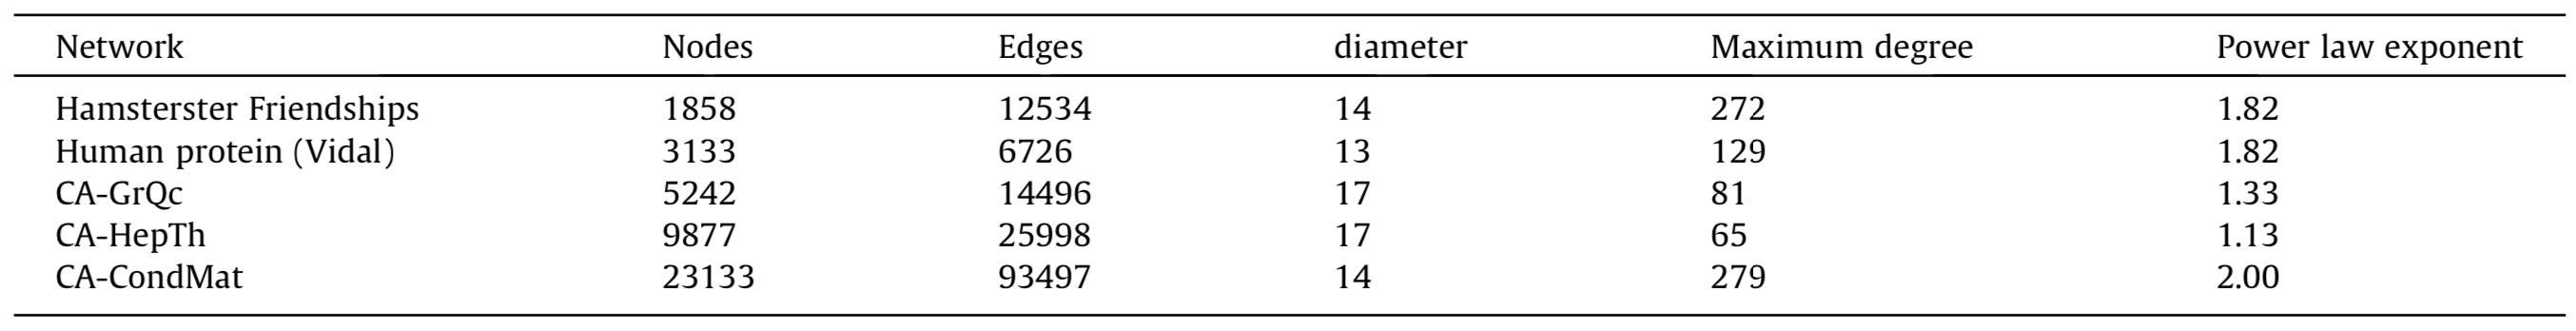 Network Nodes Edges diameter Maximum degree Power law exponent
Hamsterster Friendships 1858 12534 14 272 1.82
Human protein (Vidal) 3133 6726 13 129 1.82
CA-GrQc 5242 14496 17 81 1.33
CA-HepTh 9877 25998 17 65 1.13
CA-CondMat 23133 93497 14 279 2.00